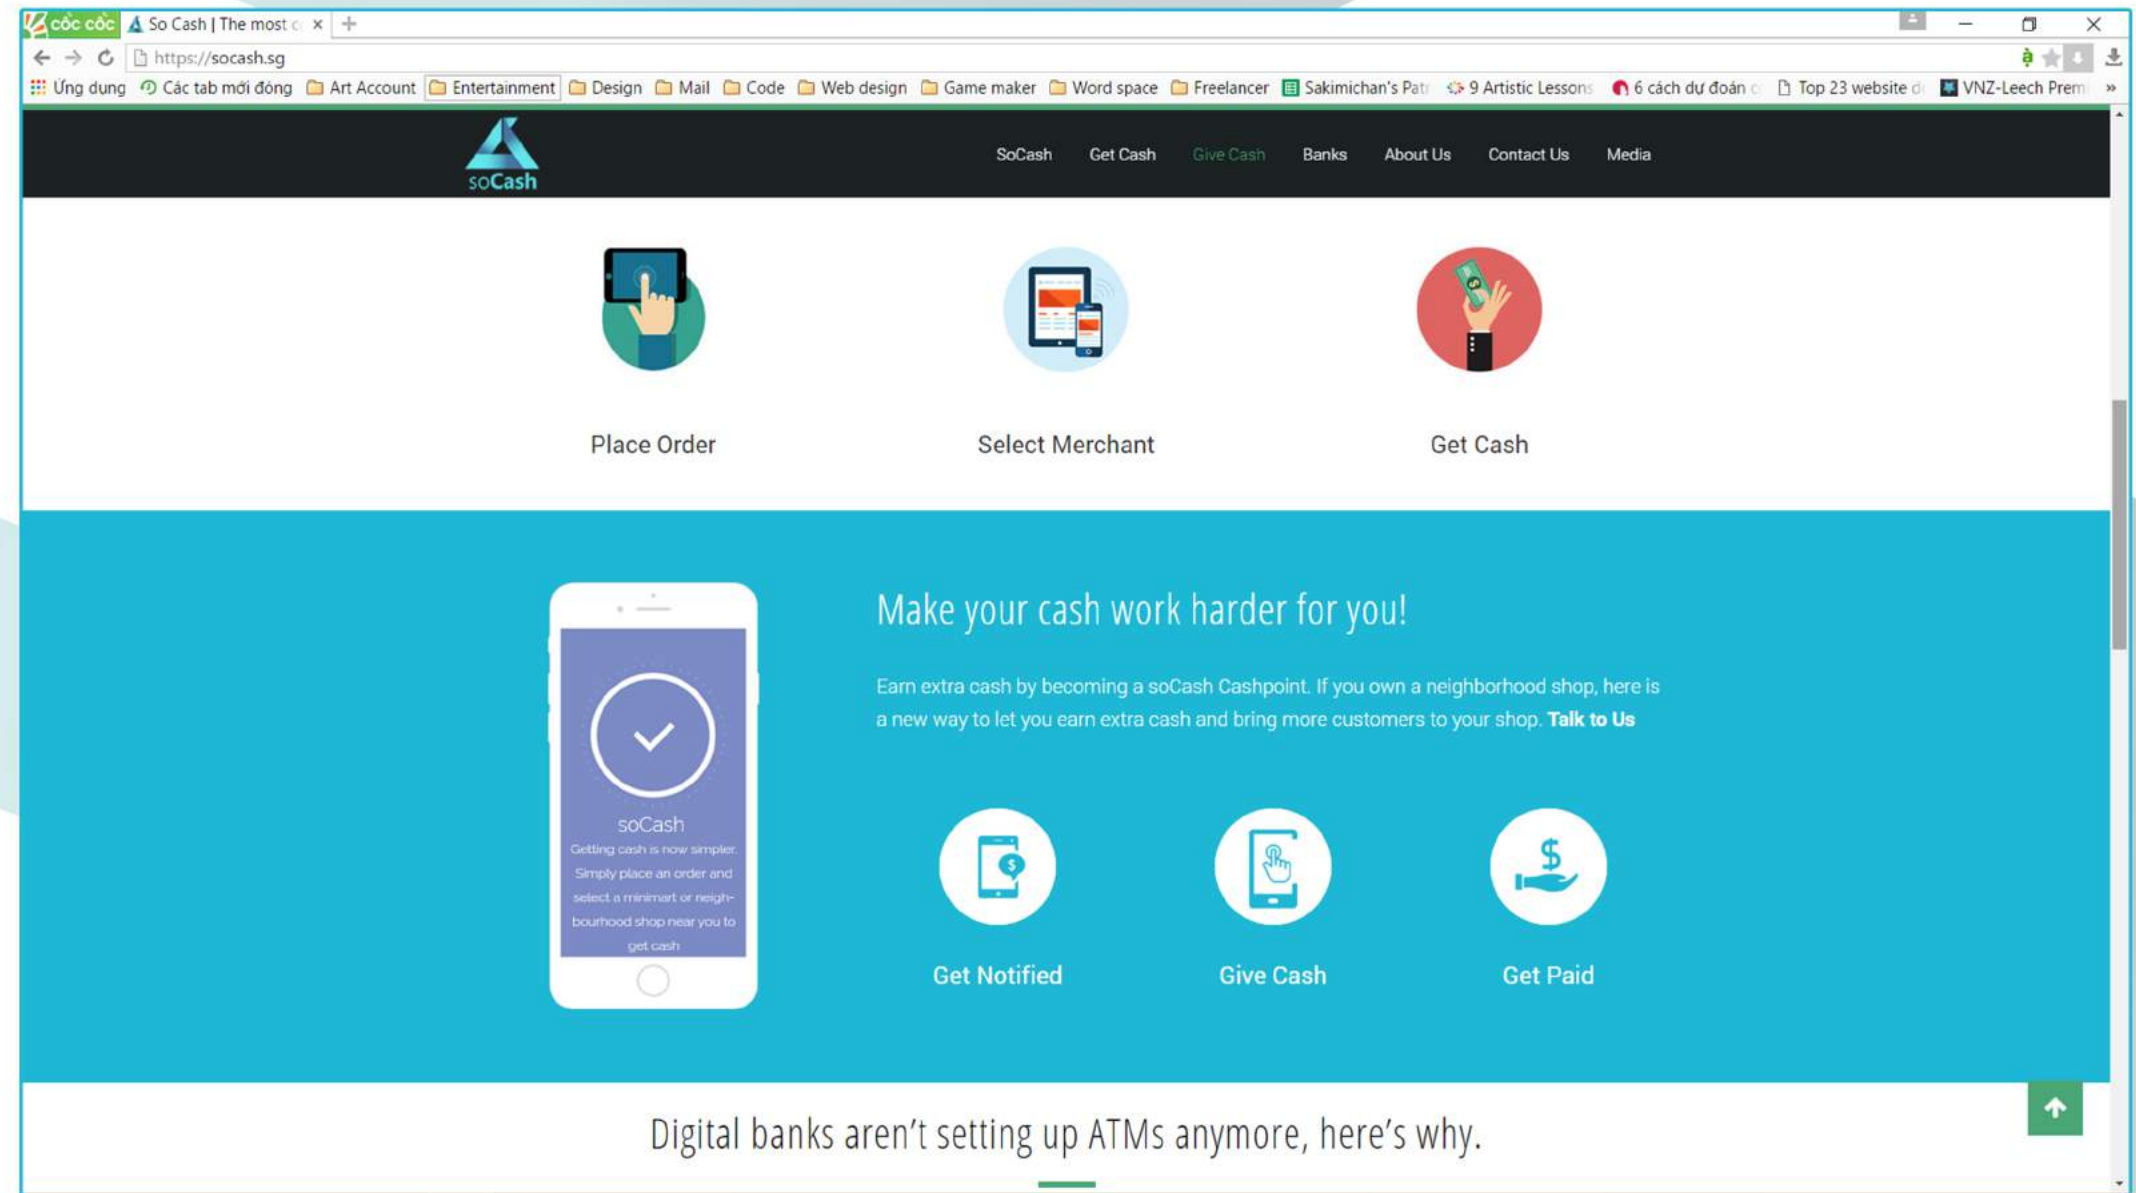 cốc cốc So Cash | The most
https://socash.sg
Ứng dụng Các tab mới đóng Art Account Entertainment Design Mail Code Web design Game maker Word space Freelancer Sakimichan's Patr 9 Artistic Lessons 6 cách dự đoán Top 23 website VNZ-Leech Prem »
soCash
SoCash Get Cash Give Cash Banks About Us Contact Us Media
Place Order Select Merchant Get Cash
Make your cash work harder for you!
Earn extra cash by becoming a soCash Cashpoint. If you own a neighborhood shop, here is
a new way to let you earn extra cash and bring more customers to your shop. Talk to Us
soCash
Getting cash is now simpler.
Simply place an order and
select a minimart or neigh-
bourhood shop near you to
get cash
Get Notified Give Cash Get Paid
Digital banks aren't setting up ATMs anymore, here's why.